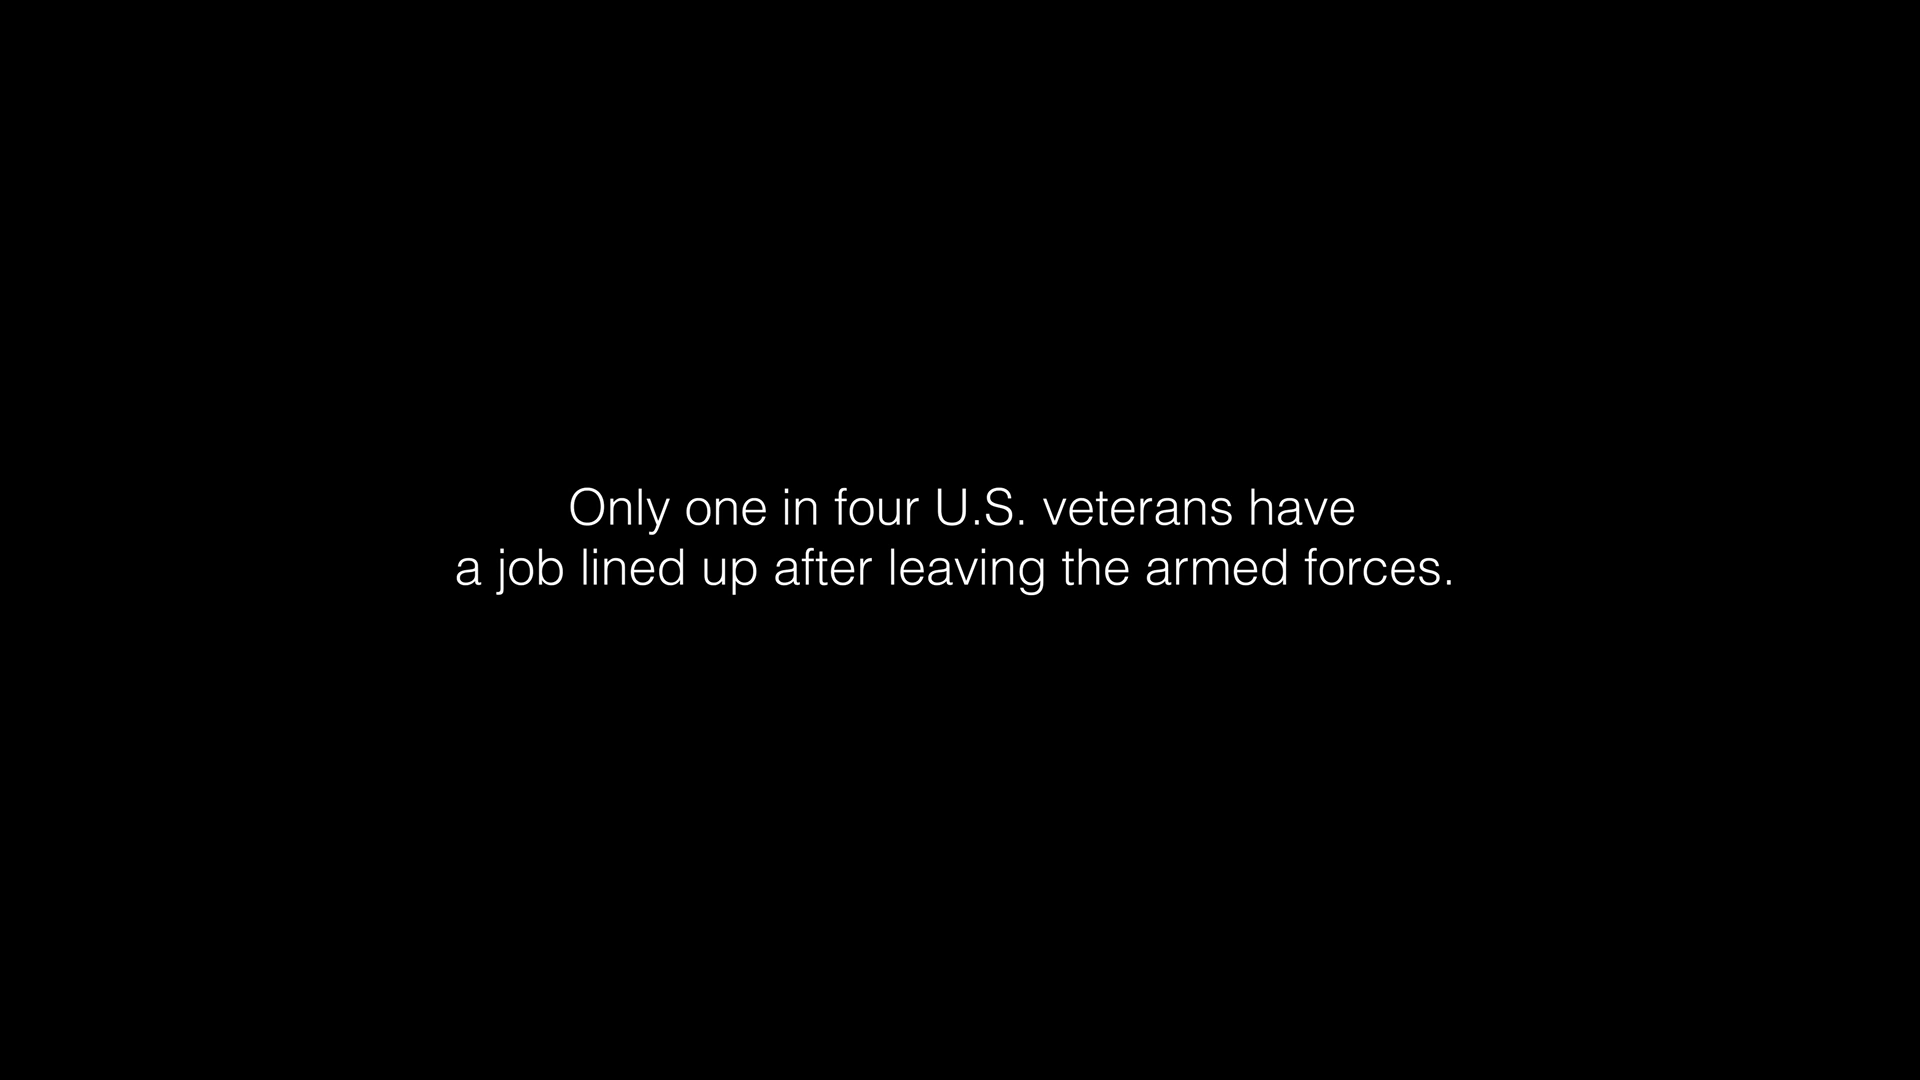 Only one in four U.S. veterans have
a job lined up after leaving the armed forces.